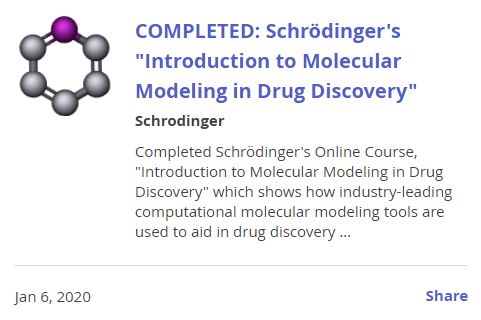 COMPLETED: Schrödinger's
"Introduction to Molecular
Modeling in Drug Discovery"
Schrodinger
Completed Schrödinger's Online Course,
"Introduction to Molecular Modeling in Drug
Discovery" which shows how industry-leading
computational molecular modeling tools are
used to aid in drug discovery ...
Jan 6, 2020
Share